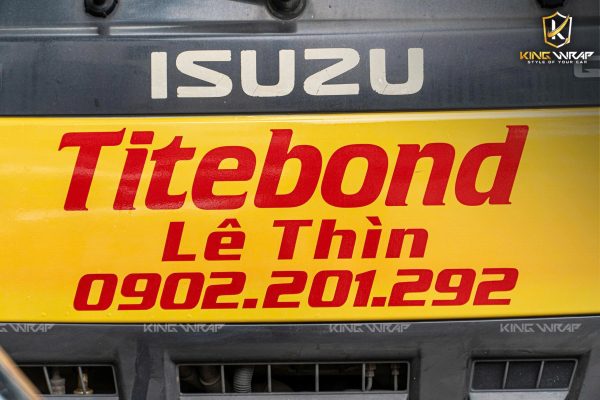 KING WRAP
STYLE OF YOUR CAR
ISUZU
Titebond
Lê Thìn
0902.201.292
KING WRAP KING WRAP KING WRAP KING WRAP